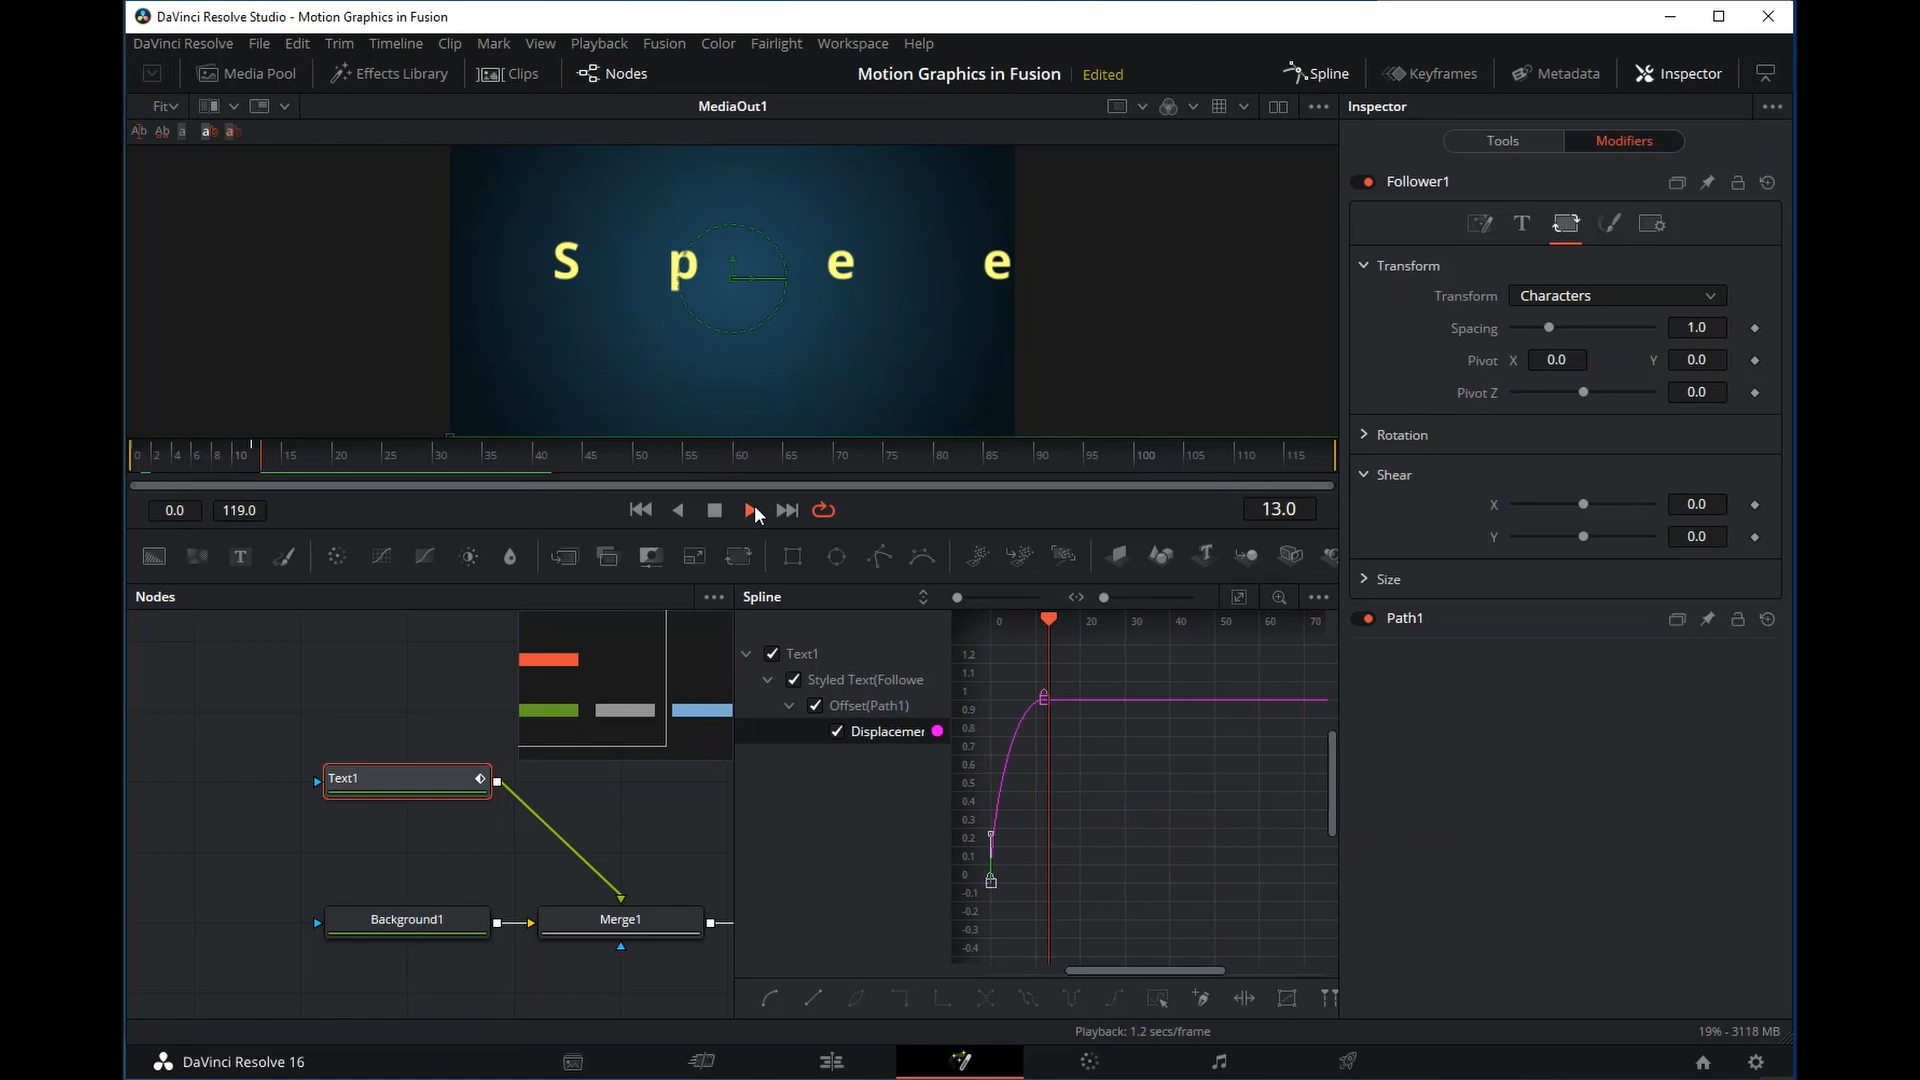 DaVinci Resolve Studio - Motion Graphics in Fusion
DaVinci Resolve File Edit Trim Timeline Clip Mark View Playback Fusion Color Fairlight Workspace Help
Media Pool Effects Library Clips Nodes Motion Graphics in Fusion Edited Spline Keyframes Metadata Inspector
Fit MediaOut1 Inspector
Ab Ab a ab ab
Tools Modifiers
Follower1
T
S p e e
Transform
Transform Characters
Spacing 1.0
Pivot X 0.0 Y 0.0
Pivot Z 0.0
Rotation
0 2 4 6 8 10 15 20 25 30 35 40 45 50 55 60 65 70 75 80 85 90 95 100 105 110 115
Shear
X 0.0
Y 0.0
0.0 119.0 13.0
T T
Size
Nodes Spline
Path1
0 20 30 40 50 60 70
Text1
Styled Text(Followe
Offset(Path1)
Displacemer
1.2
1.1
1
0.9
0.8
0.7
0.6
0.5
0.4
0.3
0.2
0.1
0
-0.1
-0.2
-0.3
-0.4
Text1
Background1 Merge1
Playback: 1.2 secs/frame 19% - 3118 MB
DaVinci Resolve 16